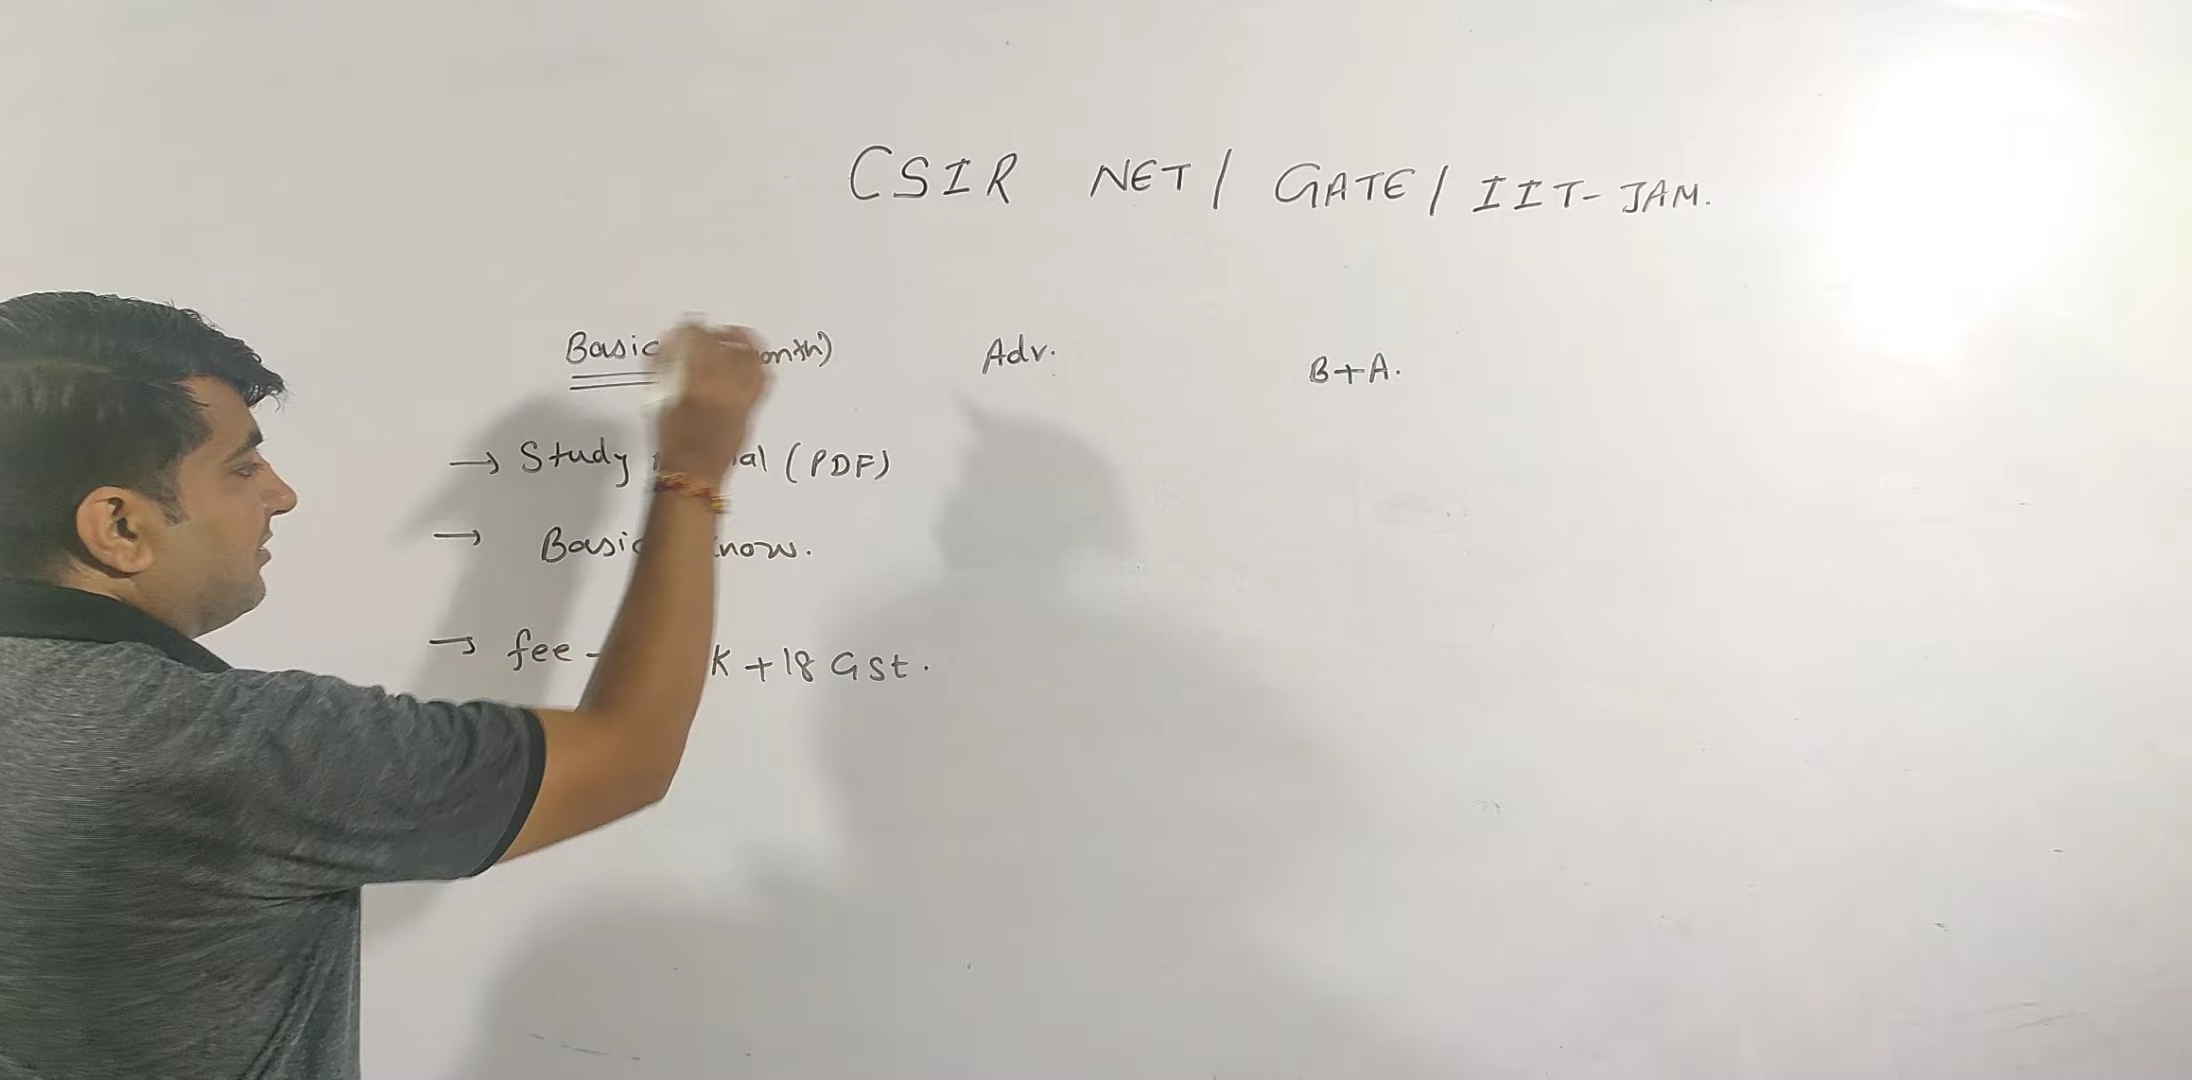 CSIR NET / GATE / IIT-JAM.
Basic Adv. B+A.
→ Study (PDF)
→ Basic
→ fee - K +18 Gst.